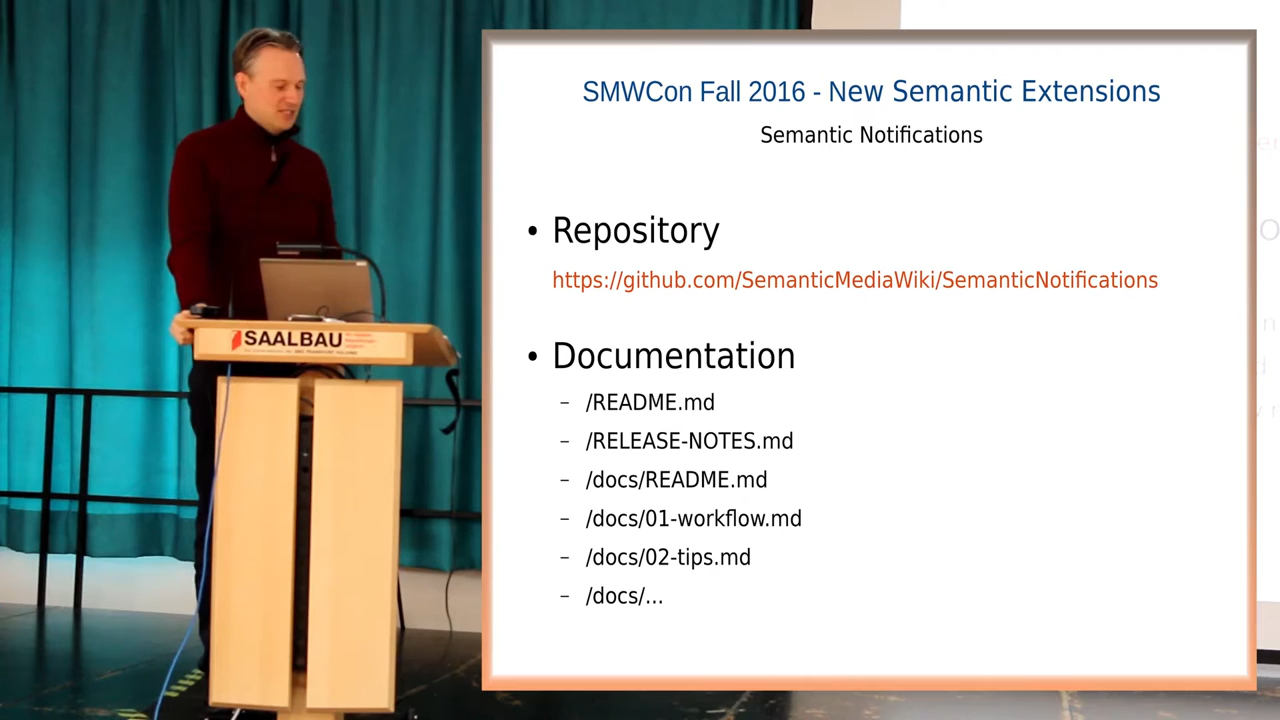 SMWCon Fall 2016 - New Semantic Extensions
Semantic Notifications
• Repository
https://github.com/SemanticMediaWiki/SemanticNotifications
• Documentation
– /README.md
– /RELEASE-NOTES.md
– /docs/README.md
– /docs/01-workflow.md
– /docs/02-tips.md
– /docs/...
SAALBAU